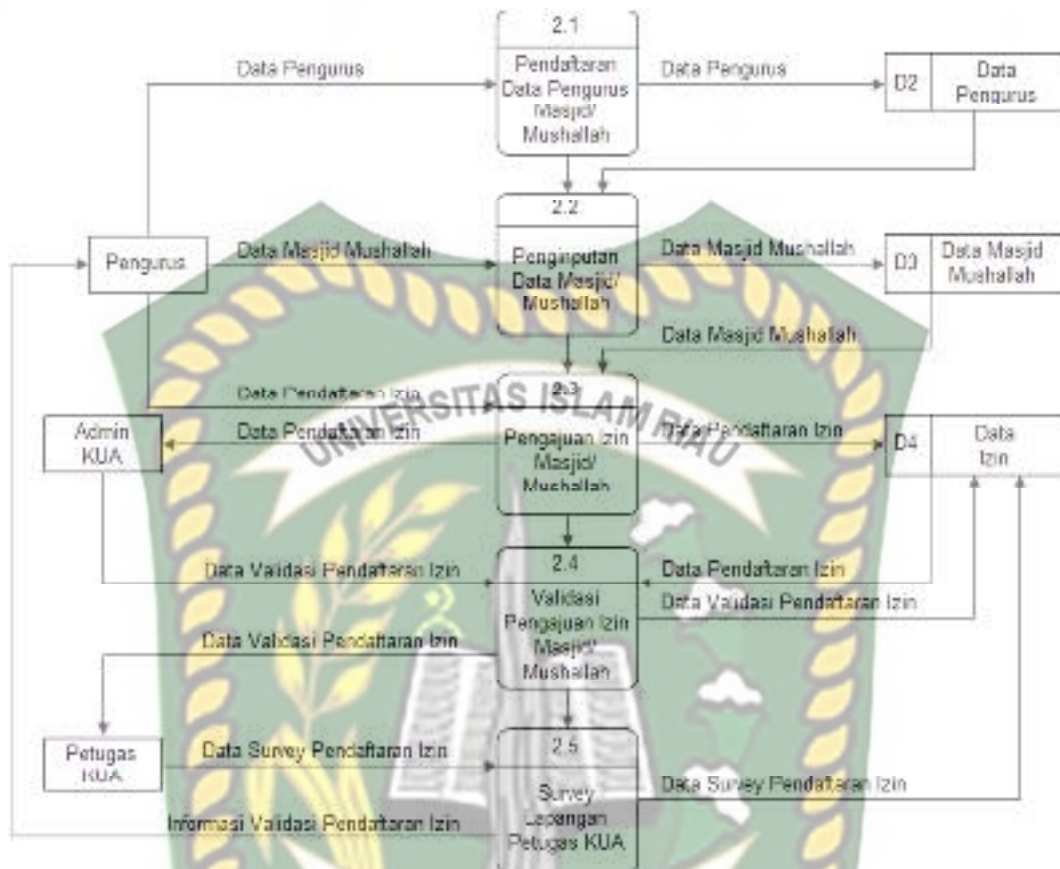 2.1
Data Pengurus
Pendaftaran
Data Pengurus
Masjid/
Mushallah
Data Pengurus
D2
Data
Pengurus
2.2
Pengurus
Data Masjid Mushallah
Penginputan
Data Masjid/
Mushallah
Data Masjid Mushallah
D3
Data Masjid
Mushallah
Data Masjid Mushallah
2.3
Data Pendaftaran Izin
UNIVERSITAS ISLAM RIAU
Admin
KUA
Data Pendaftaran Izin
Pengajuan Izin
Masjid/
Mushallah
Data Pendaftaran Izin
D4
Data
Izin
2.4
Data Validasi Pendaftaran Izin
Data Pendaftaran Izin
Validasi
Pengajuan Izin
Masjid/
Mushallah
Data Validasi Pendaftaran Izin
Data Validasi Pendaftaran Izin
2.5
Petugas
KUA
Data Survey Pendaftaran Izin
Survey
Lapangan
Petugas KUA
Data Survey Pendaftaran Izin
Informasi Validasi Pendaftaran Izin